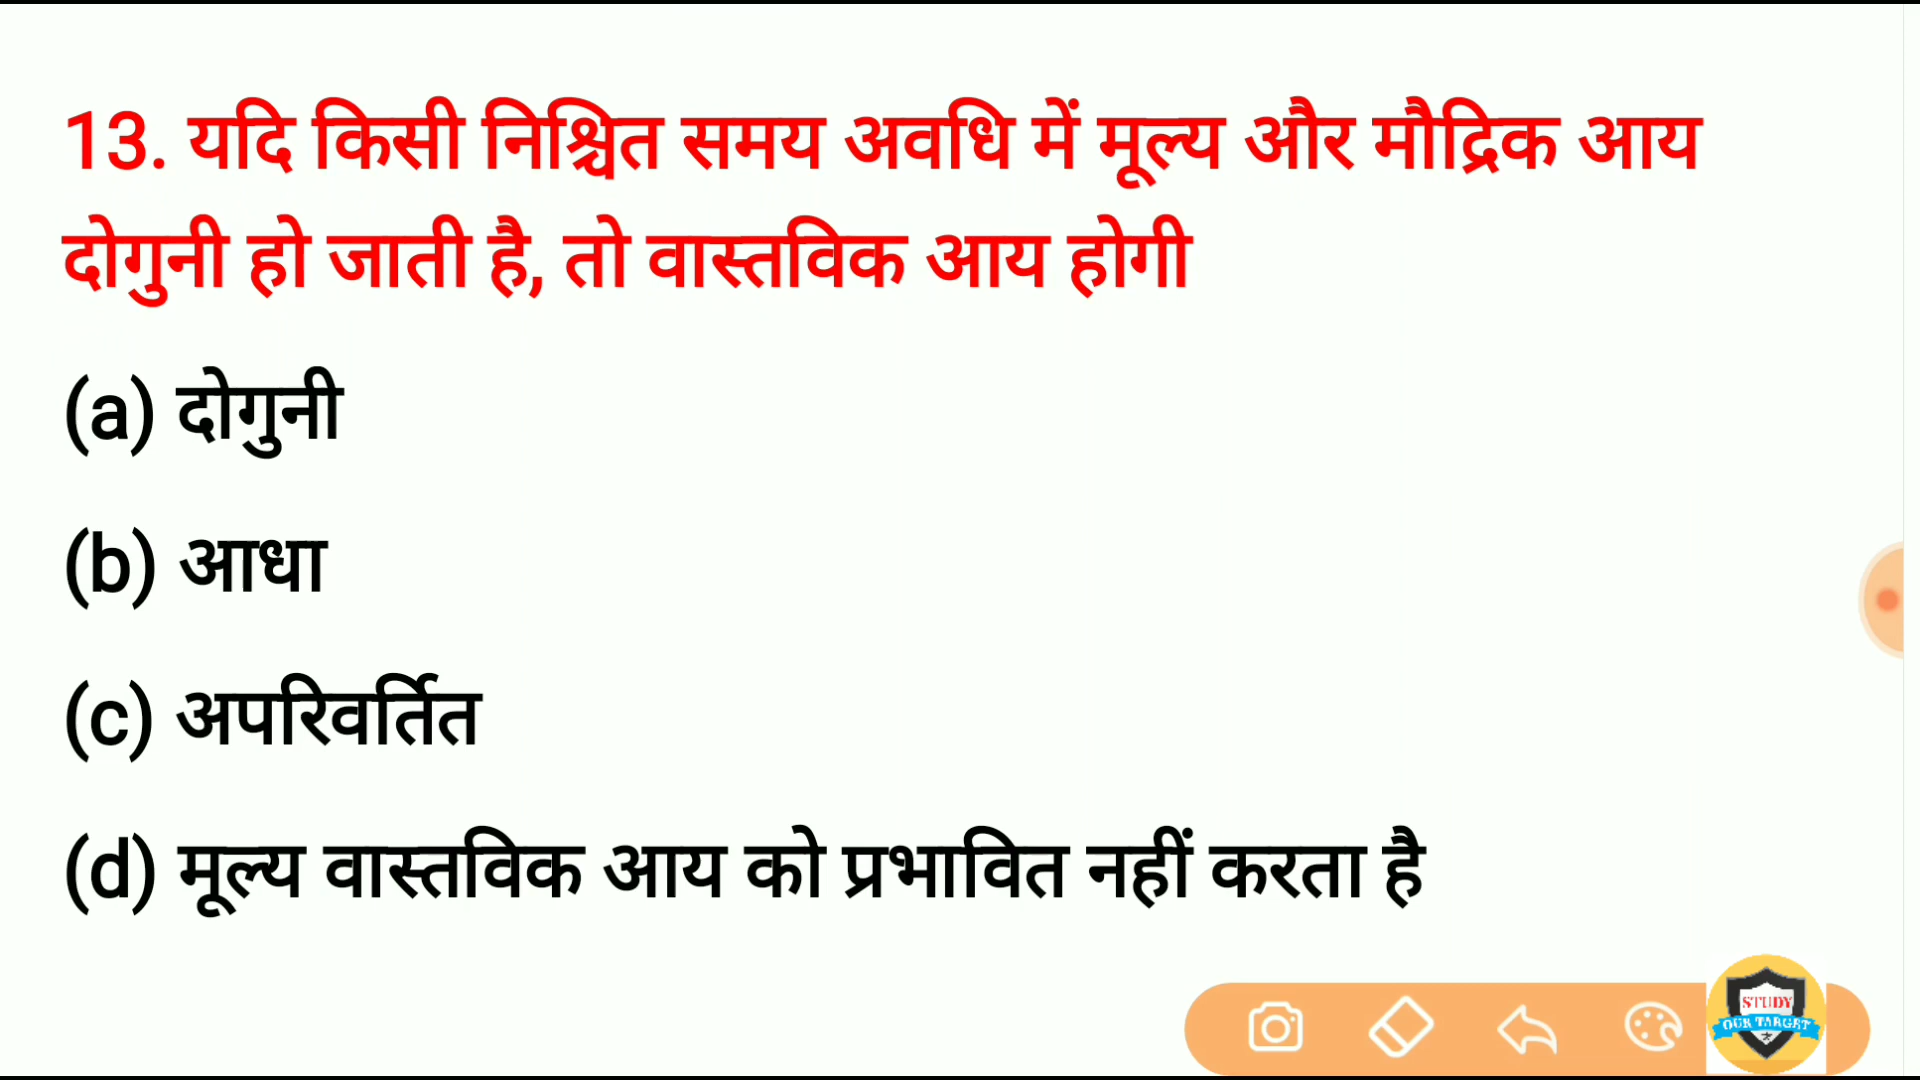 13. यदि किसी निश्चित समय अवधि में मूल्य और मौद्रिक आय
दोगुनी हो जाती है, तो वास्तविक आय होगी
(a) दोगुनी
(b) आधा
(c) अपरिवर्तित
(d) मूल्य वास्तविक आय को प्रभावित नहीं करता है
STUDY
OUR TARGET